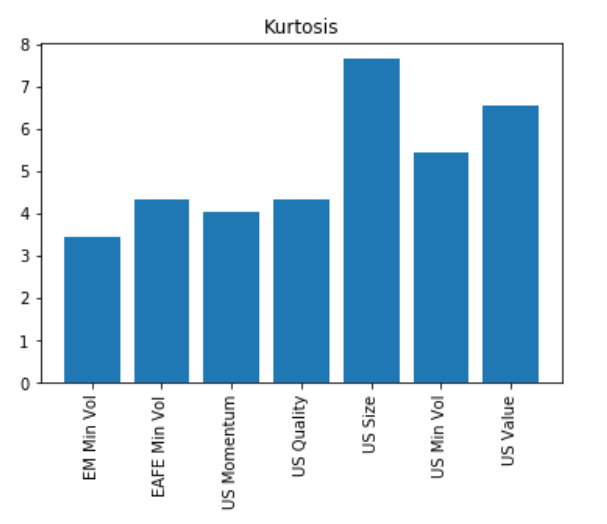 Kurtosis
8
7
6
5
4
3
2
1
0
EM Min Vol
EAFE Min Vol
US Momentum
US Quality
US Size
US Min Vol
US Value